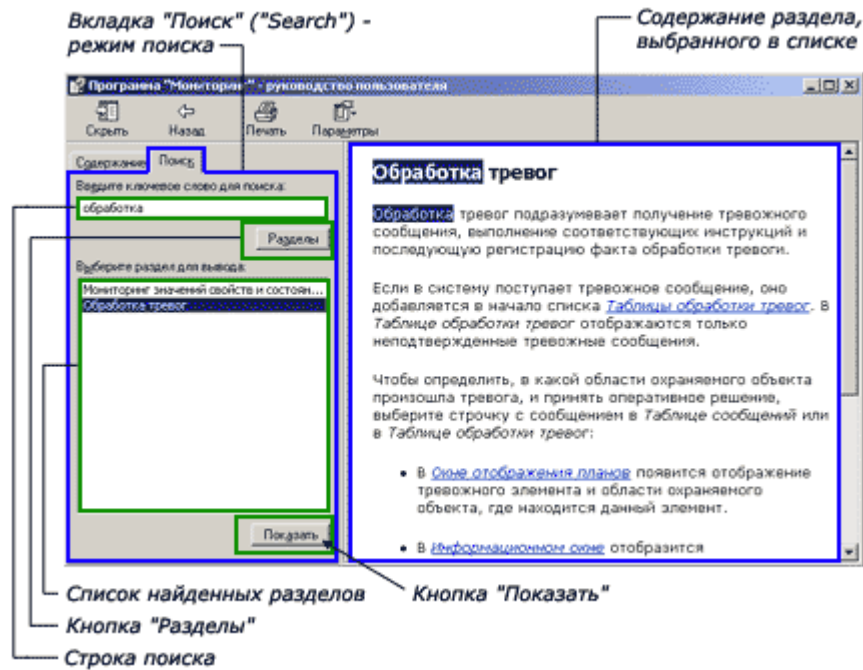 Вкладка "Поиск" ("Search") -
режим поиска
Содержание раздела,
выбранного в списке
Программа "Мониторинг" - руководство пользователя
Скрыть Назад Печать Параметры
Содержание Поиск
Введите ключевое слово для поиска:
обработка
Разделы
Выберите раздел для вывода:
Мониторинг значений свойств и состоян...
Обработка тревог
Показать
Обработка тревог
Обработка тревог подразумевает получение тревожного
сообщения, выполнение соответствующих инструкций и
последующую регистрацию факта обработки тревоги.
Если в систему поступает тревожное сообщение, оно
добавляется в начало списка Таблицы обработки тревог. В
Таблице обработки тревог отображаются только
неподтвержденные тревожные сообщения.
Чтобы определить, в какой области охраняемого объекта
произошла тревога, и принять оперативное решение,
выберите строчку с сообщением в Таблице сообщений или
в Таблице обработки тревог:
• В Окне отображения планов появится отображение
тревожного элемента и области охраняемого
объекта, где находится данный элемент.
• В Информационном окне отобразится
Список найденных разделов
Кнопка "Показать"
Кнопка "Разделы"
Строка поиска